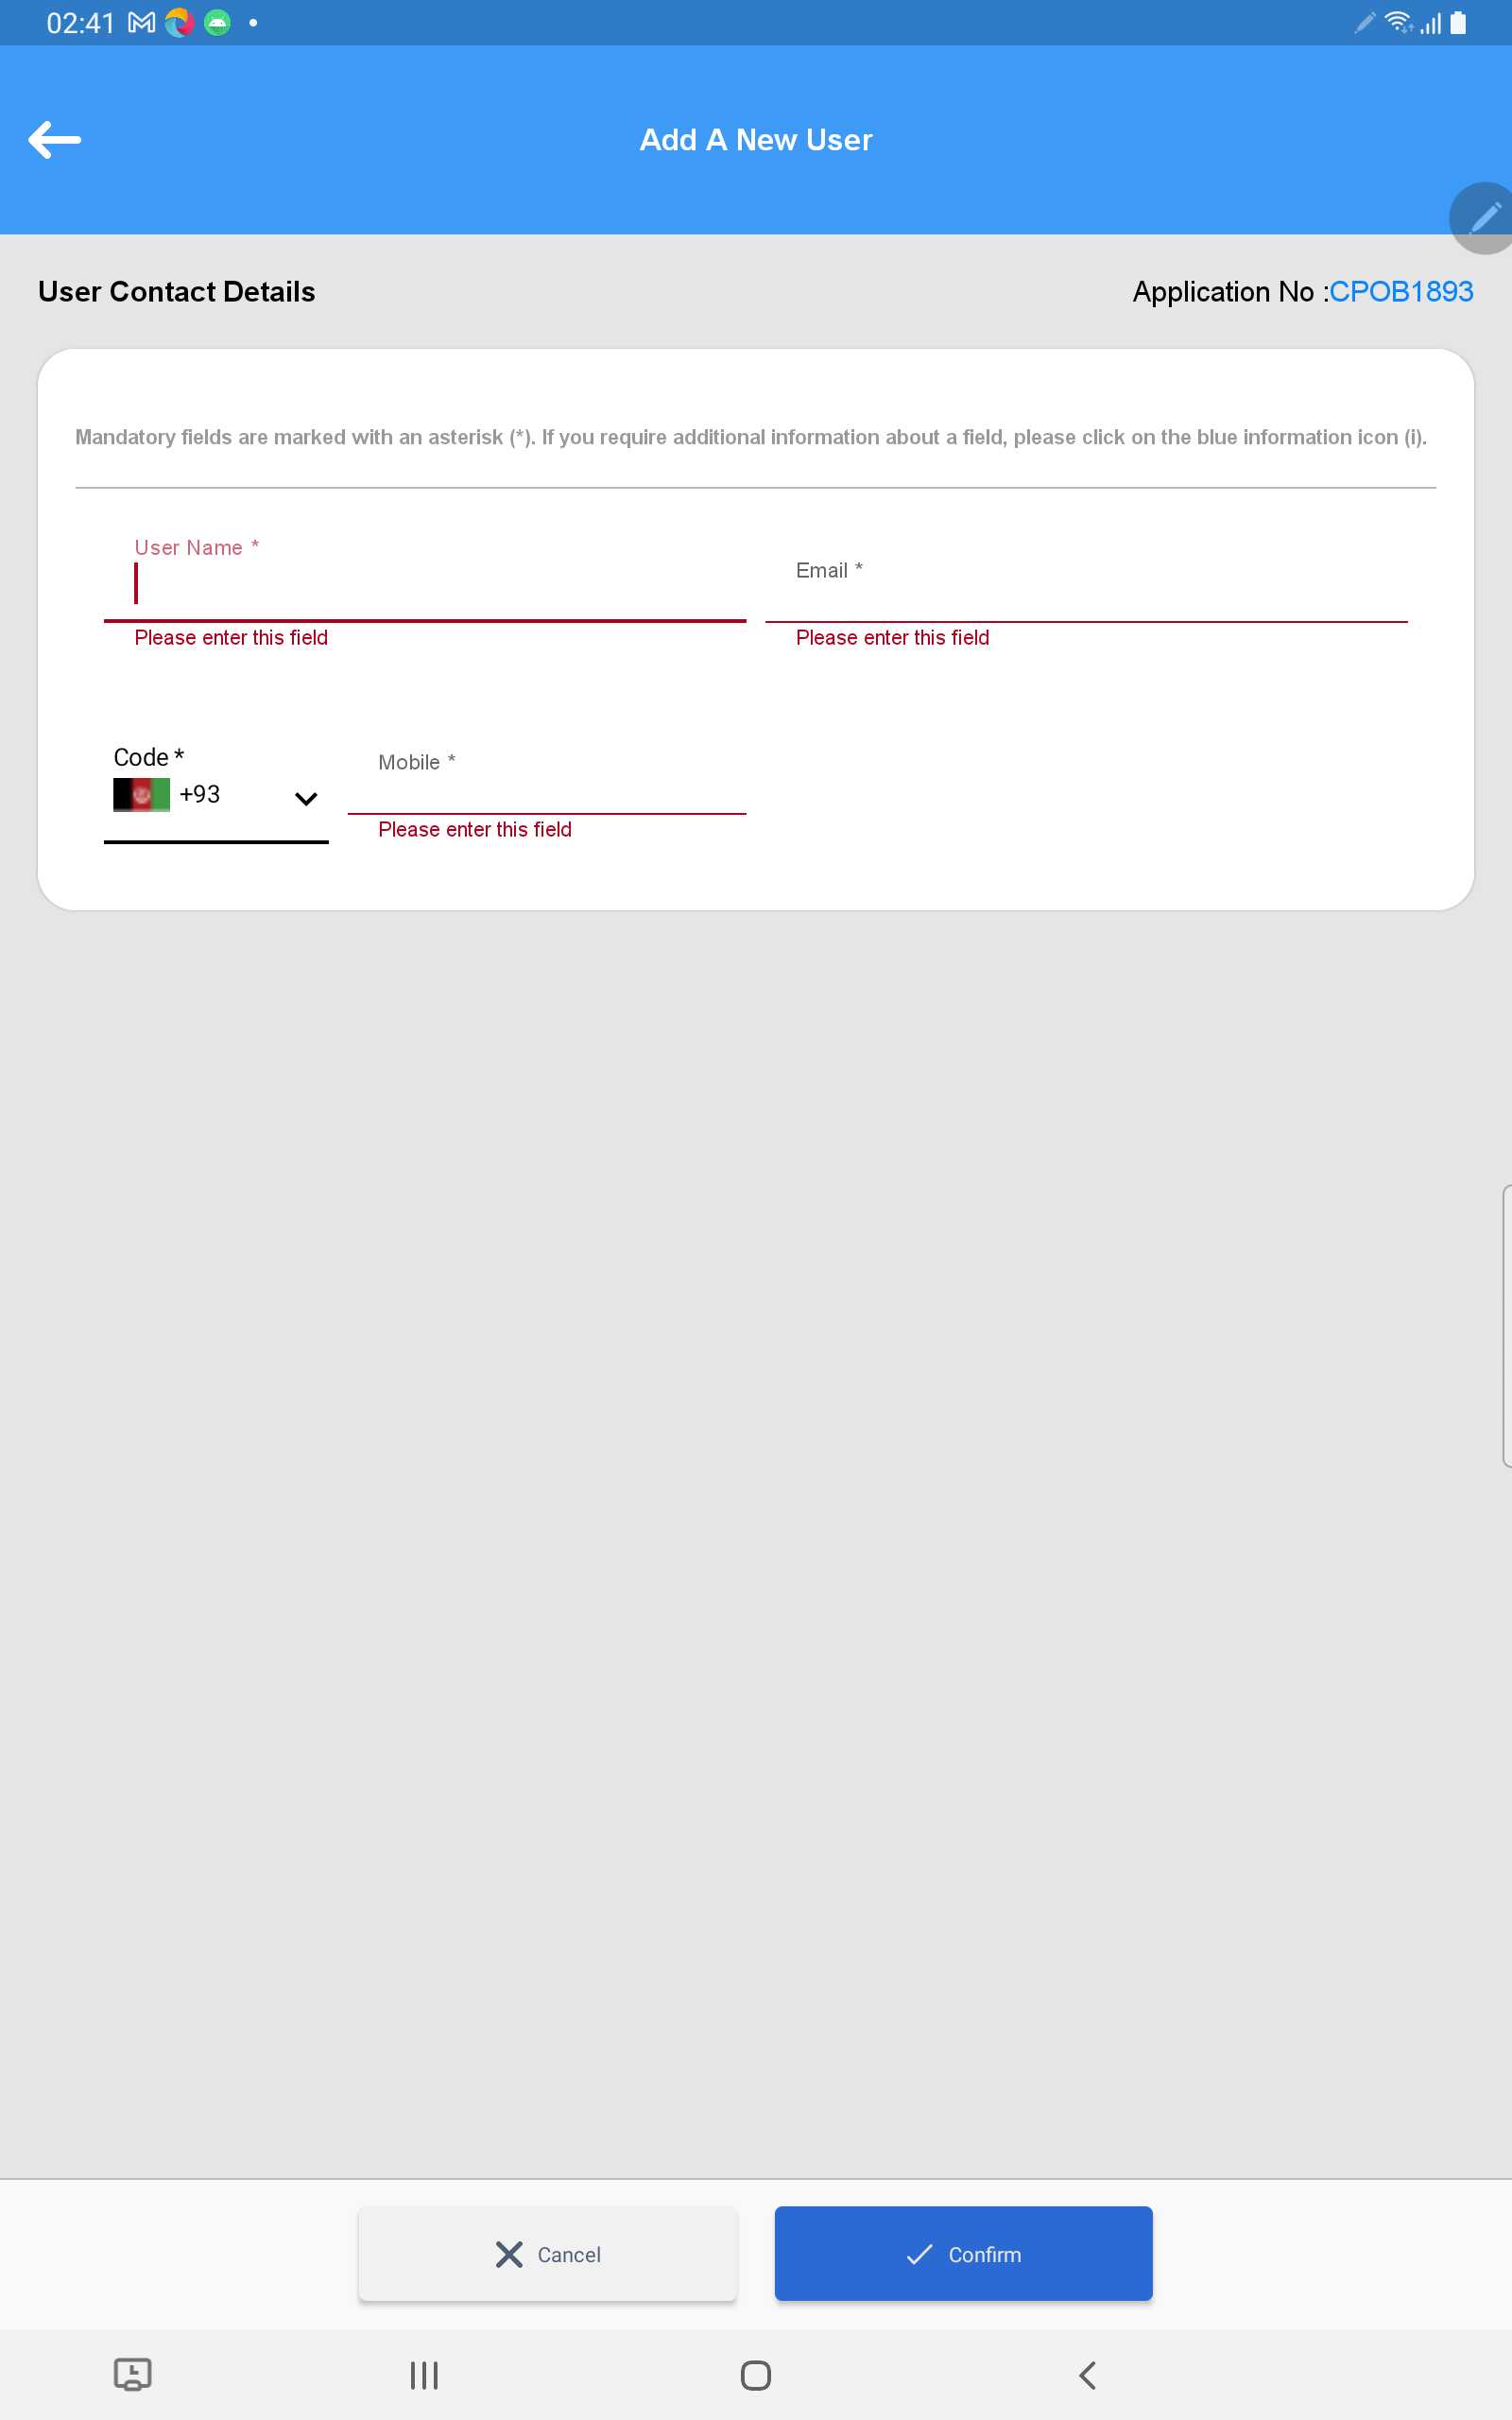 02:41
Add A New User
User Contact Details
Application No :CPOB1893
Mandatory fields are marked with an asterisk (*). If you require additional information about a field, please click on the blue information icon (i).
User Name *
Email *
Please enter this field
Please enter this field
Code *
Mobile *
+93
Please enter this field
Cancel
Confirm